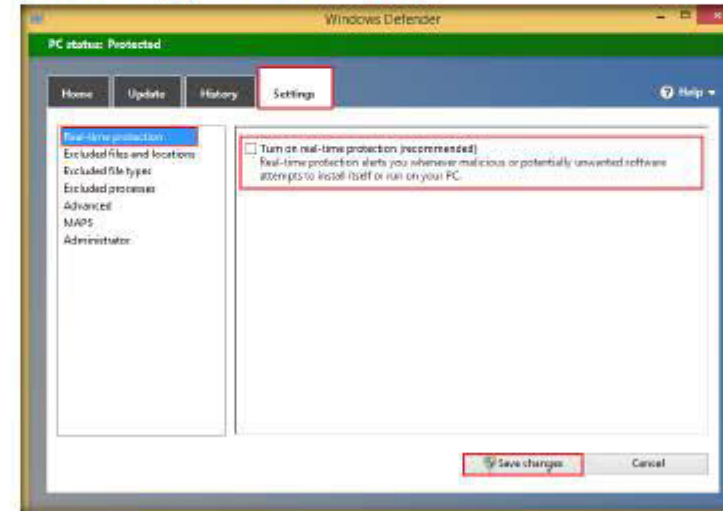 Windows Defender
PC status: Protected
Home
Update
History
Settings
Help
Real-time protection
Excluded files and locations
Excluded file types
Excluded processes
Advanced
MAPS
Administrator
Turn on real-time protection (recommended)
Real-time protection alerts you whenever malicious or potentially unwanted software
attempts to install itself or run on your PC.
Save changes
Cancel